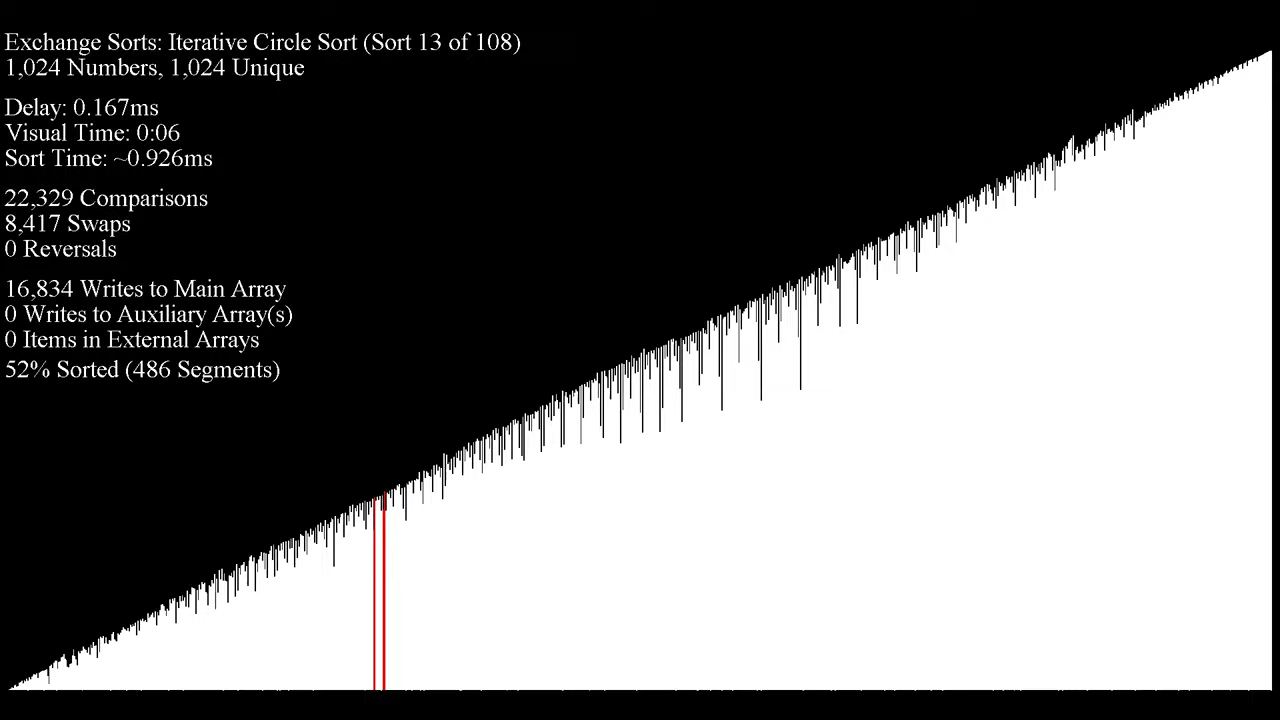 Exchange Sorts: Iterative Circle Sort (Sort 13 of 108)
1,024 Numbers, 1,024 Unique
Delay: 0.167ms
Visual Time: 0:06
Sort Time: ~0.926ms
22,329 Comparisons
8,417 Swaps
0 Reversals
16,834 Writes to Main Array
0 Writes to Auxiliary Array(s)
0 Items in External Arrays
52% Sorted (486 Segments)